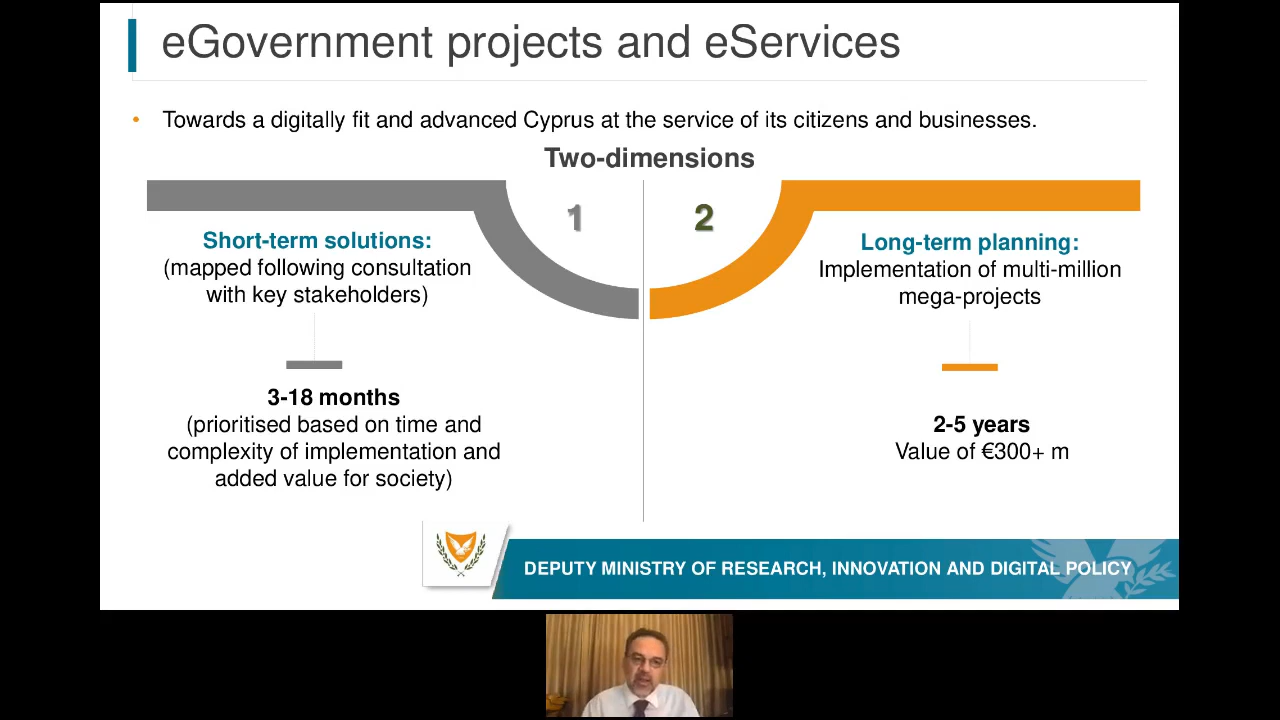 eGovernment projects and eServices
• Towards a digitally fit and advanced Cyprus at the service of its citizens and businesses.
Two-dimensions
1
2
Short-term solutions:
(mapped following consultation
with key stakeholders)
3-18 months
(prioritised based on time and
complexity of implementation and
added value for society)
Long-term planning:
Implementation of multi-million
mega-projects
2-5 years
Value of €300+ m
DEPUTY MINISTRY OF RESEARCH, INNOVATION AND DIGITAL POLICY